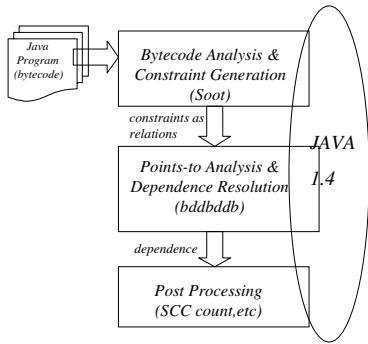 Java
Program
(bytecode)
Bytecode Analysis &
Constraint Generation
(Soot)
constraints as
relations
JAVA
1.4
Points-to Analysis &
Dependence Resolution
(bddbddb)
dependence
Post Processing
(SCC count,etc)